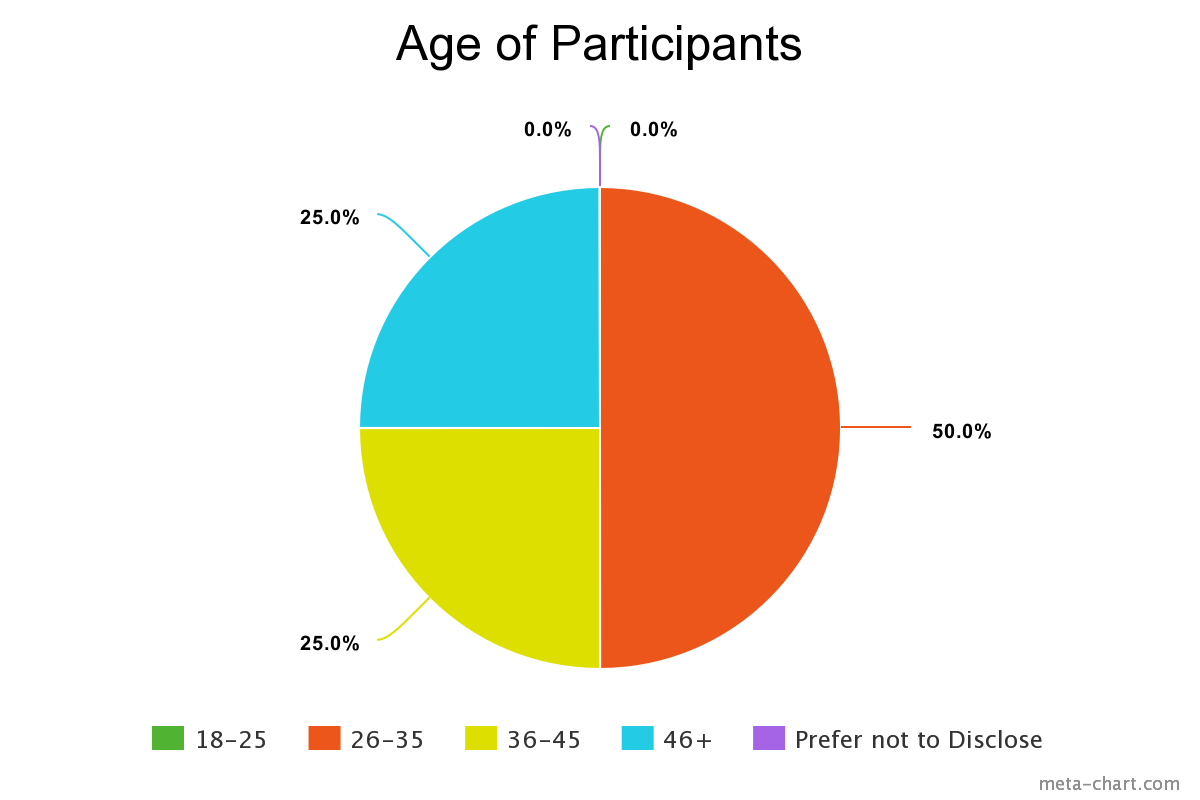 Age of Participants
0.0% 0.0%
25.0%
50.0%
25.0%
18–25 26–35 36–45 46+ Prefer not to Disclose
meta-chart.com